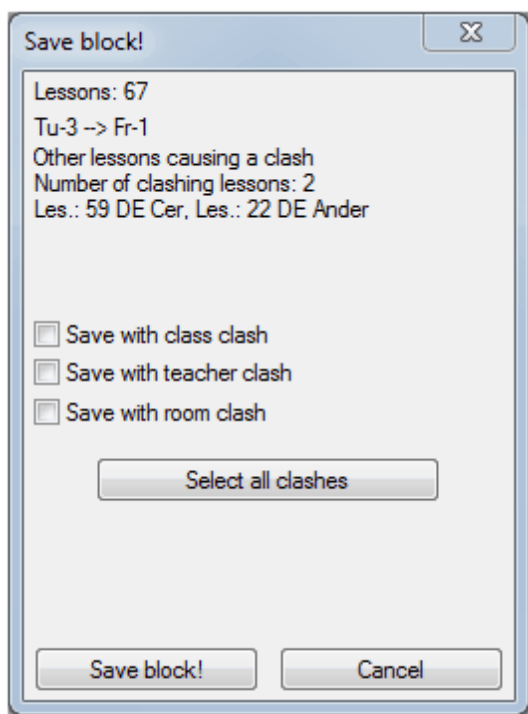 Save block!
Lessons: 67
Tu-3 --> Fr-1
Other lessons causing a clash
Number of clashing lessons: 2
Les.: 59 DE Cer, Les.: 22 DE Ander
Save with class clash
Save with teacher clash
Save with room clash
Select all clashes
Save block! Cancel